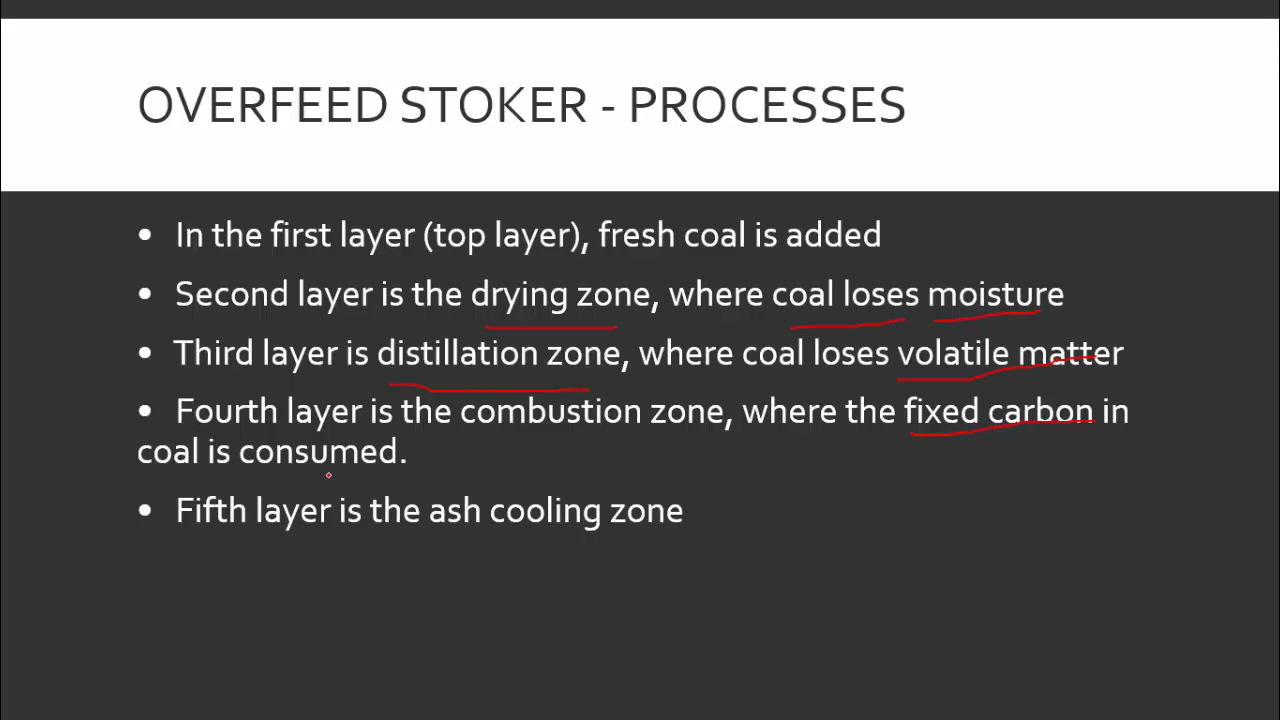 OVERFEED STOKER - PROCESSES
• In the first layer (top layer), fresh coal is added
• Second layer is the drying zone, where coal loses moisture
• Third layer is distillation zone, where coal loses volatile matter
• Fourth layer is the combustion zone, where the fixed carbon in
coal is consumed.
• Fifth layer is the ash cooling zone